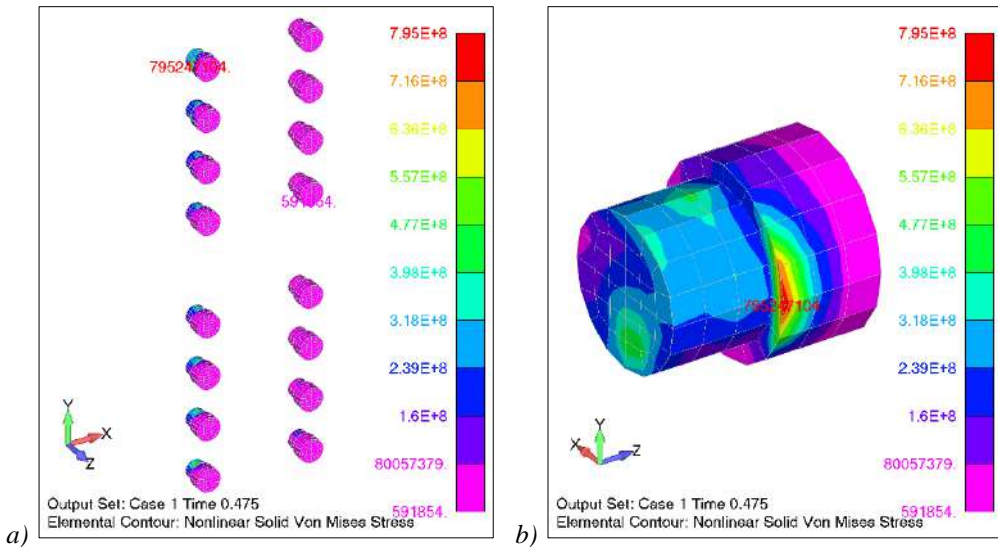 7.95E+8
7.16E+8
6.36E+8
5.57E+8
4.77E+8
3.98E+8
3.18E+8
2.39E+8
1.6E+8
80057379.
591854.
795247104.
591854.
Y
X
Z
Output Set: Case 1 Time 0.475
Elemental Contour: Nonlinear Solid Von Mises Stress
a)
7.95E+8
7.16E+8
6.36E+8
5.57E+8
4.77E+8
3.98E+8
3.18E+8
2.39E+8
1.6E+8
80057379.
591854.
795247104.
Y
X
Z
Output Set: Case 1 Time 0.475
Elemental Contour: Nonlinear Solid Von Mises Stress
b)